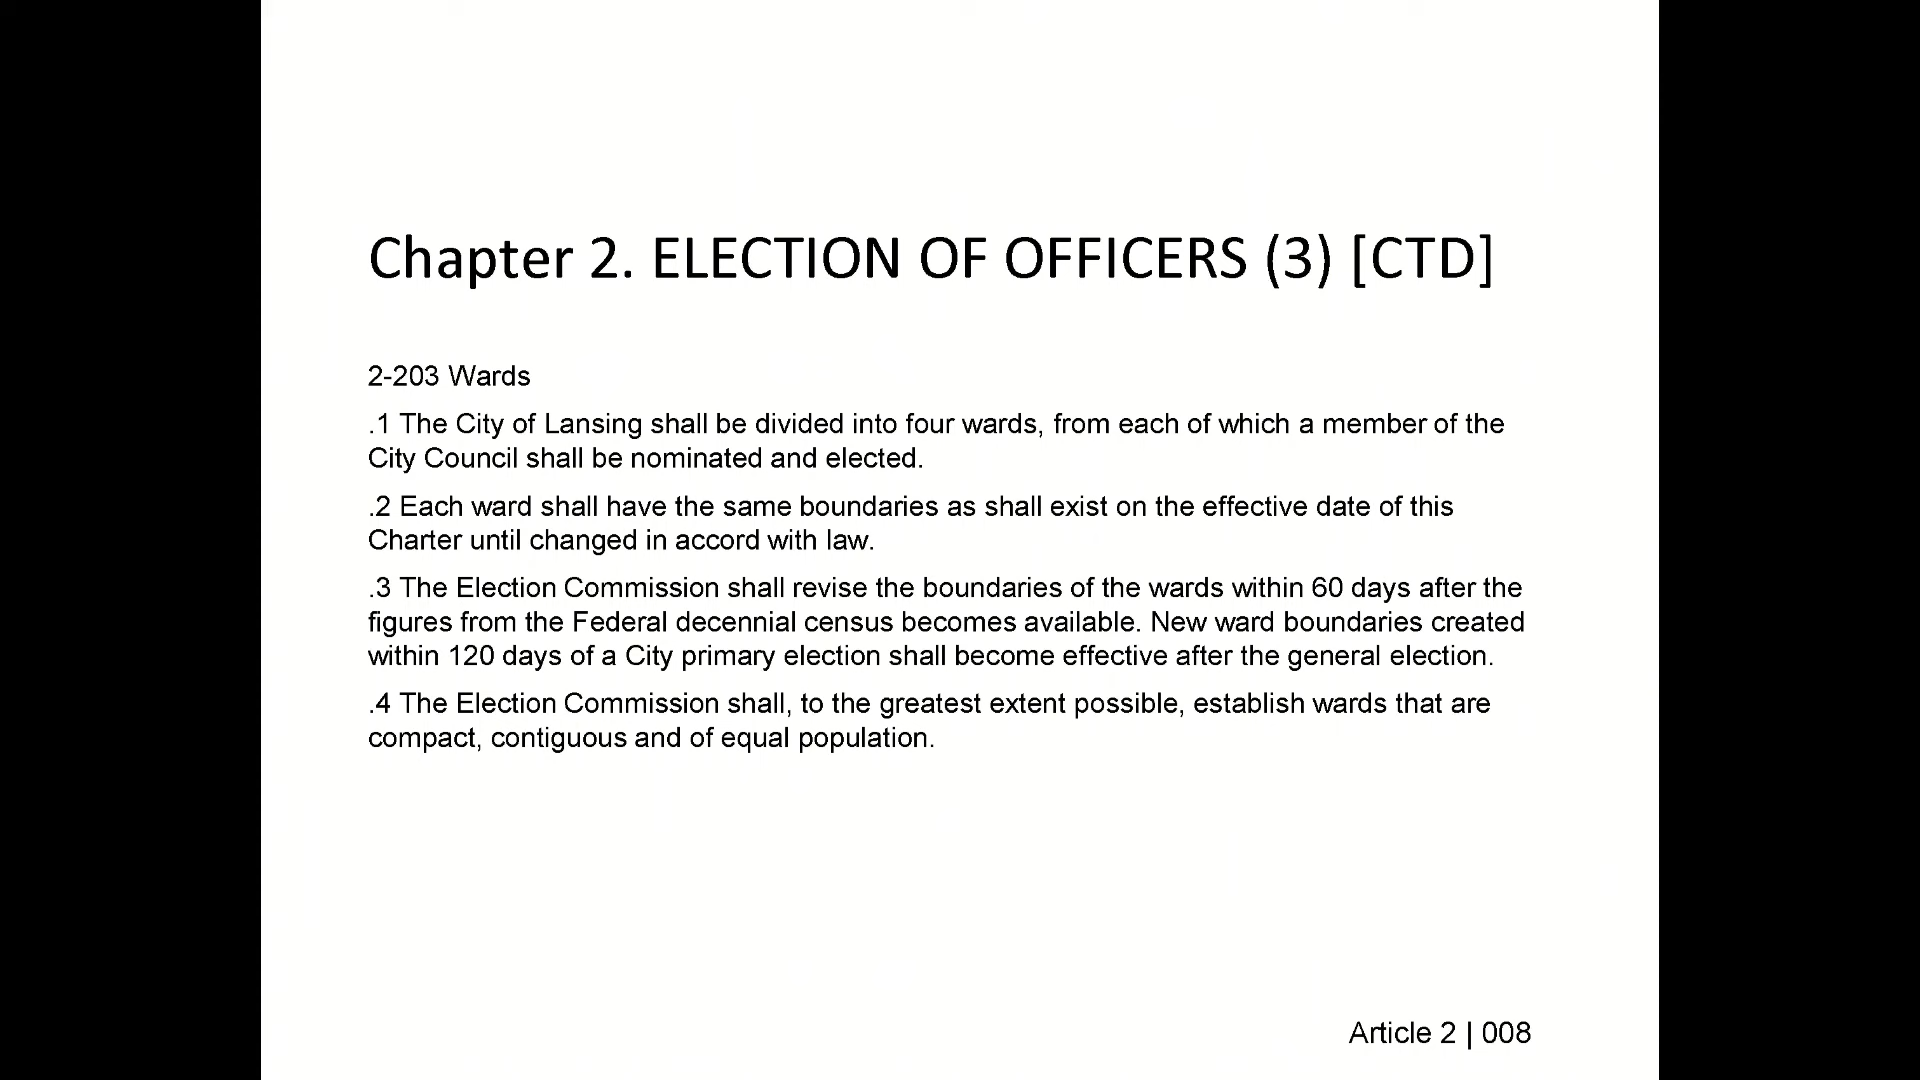 Chapter 2. ELECTION OF OFFICERS (3) [CTD]
2-203 Wards
.1 The City of Lansing shall be divided into four wards, from each of which a member of the
City Council shall be nominated and elected.
.2 Each ward shall have the same boundaries as shall exist on the effective date of this
Charter until changed in accord with law.
.3 The Election Commission shall revise the boundaries of the wards within 60 days after the
figures from the Federal decennial census becomes available. New ward boundaries created
within 120 days of a City primary election shall become effective after the general election.
.4 The Election Commission shall, to the greatest extent possible, establish wards that are
compact, contiguous and of equal population.
Article 2 | 008